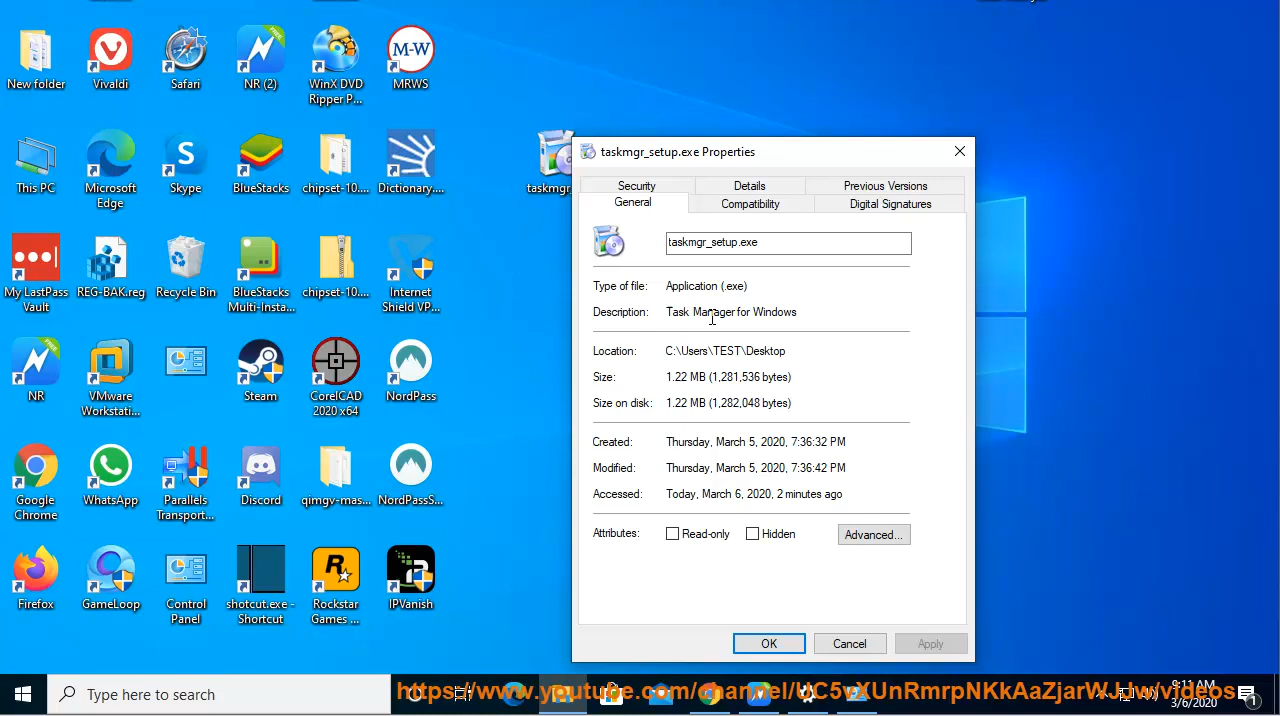 New folder
Vivaldi
Safari
NR (2)
WinX DVD
Ripper P...
M-W
MRWS
This PC
Microsoft
Edge
Skype
BlueStacks
chipset-10....
Dictionary....
taskmgr_
My LastPass
Vault
REG-BAK.reg
Recycle Bin
BlueStacks
Multi-Insta...
chipset-10....
Internet
Shield VP...
NR
VMware
Workstati...
Steam
CorelCAD
2020 x64
NordPass
Google
Chrome
WhatsApp
Parallels
Transport...
Discord
qimgv-mas...
NordPassS...
Firefox
GameLoop
Control
Panel
shotcut.exe -
Shortcut
Rockstar
Games ...
IPVanish
taskmgr_setup.exe Properties
Security
Details
Previous Versions
General
Compatibility
Digital Signatures
taskmgr_setup.exe
Type of file: Application (.exe)
Description: Task Manager for Windows
Location: C:\Users\TEST\Desktop
Size: 1.22 MB (1,281,536 bytes)
Size on disk: 1.22 MB (1,282,048 bytes)
Created: Thursday, March 5, 2020, 7:36:32 PM
Modified: Thursday, March 5, 2020, 7:36:42 PM
Accessed: Today, March 6, 2020, 2 minutes ago
Attributes: Read-only Hidden Advanced...
OK Cancel Apply
Type here to search
https://www.youtube.com/channel/UC5vXUnRmrpNKkAaZjarWJHw/videos
9:11 AM
3/6/2020
1